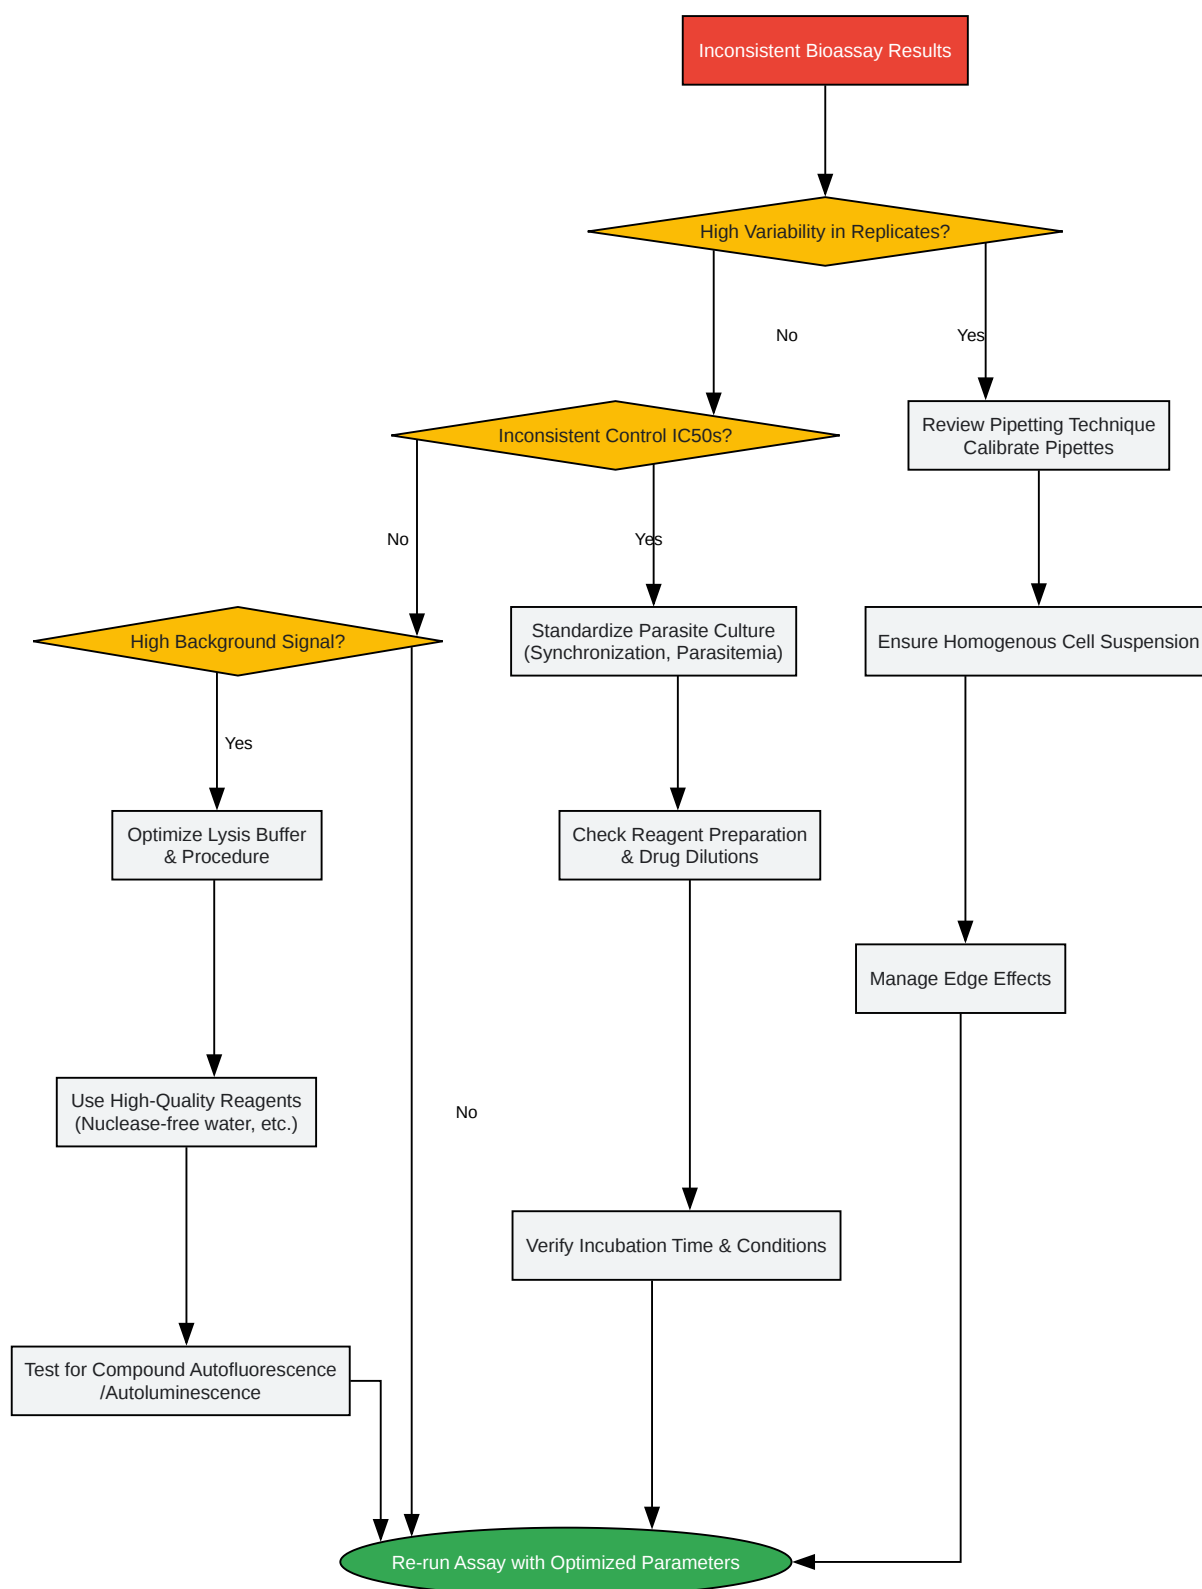 Inconsistent Bioassay Results
High Variability in Replicates?
No
Yes
Inconsistent Control IC50s?
Review Pipetting Technique
Calibrate Pipettes
No
Yes
High Background Signal?
Standardize Parasite Culture
(Synchronization, Parasitemia)
Ensure Homogenous Cell Suspension
Yes
Optimize Lysis Buffer
& Procedure
Check Reagent Preparation
& Drug Dilutions
Manage Edge Effects
Use High-Quality Reagents
(Nuclease-free water, etc.)
No
Verify Incubation Time & Conditions
Test for Compound Autofluorescence
/Autoluminescence
Re-run Assay with Optimized Parameters